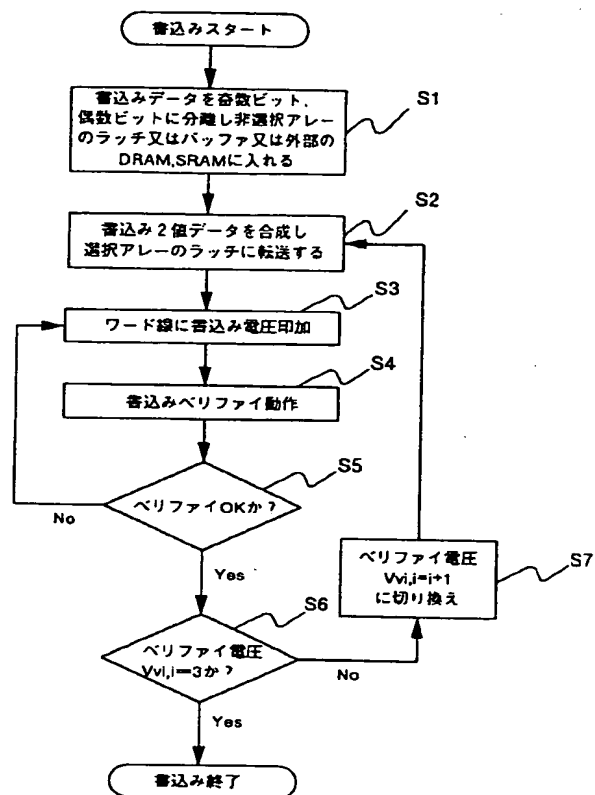 書込みスタート
書込みデータを奇数ビット,
偶数ビットに分離し非選択アレー
のラッチ又はバッファ又は外部の
DRAM,SRAMに入れる
S1
書込み2値データを合成し
選択アレーのラッチに転送する
S2
ワード線に書込み電圧印加
S3
書込みベリファイ動作
S4
ベリファイOKか?
S5
No
Yes
ベリファイ電圧
Vvi,i=3か?
S6
No
Yes
ベリファイ電圧
Vvi,i=i+1
に切り換え
S7
書込み終了